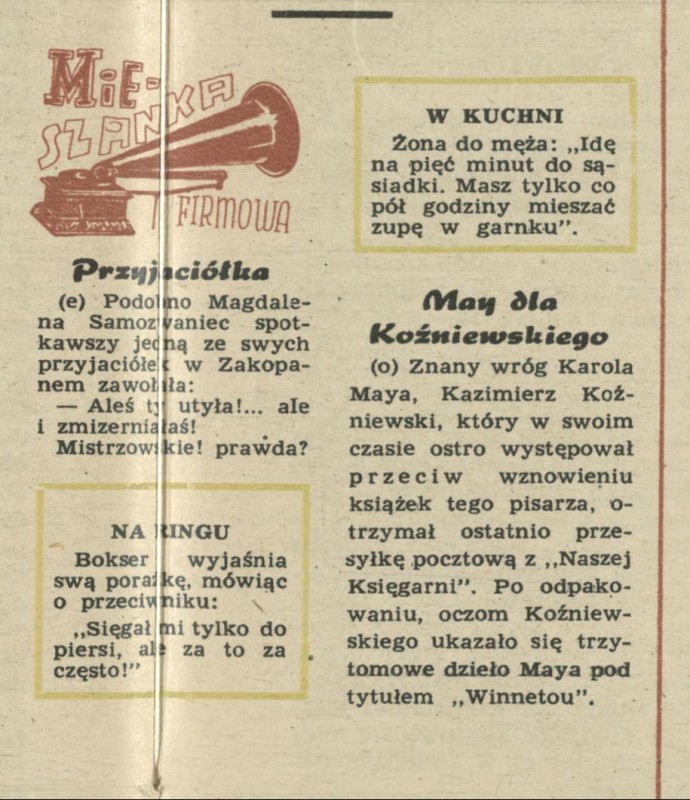 MiE-
SZANKA
FIRMOWA
Przyjaciółka
(e) Podobno Magdale-
na Samozwaniec spot-
kawszy jedną ze swych
przyjaciółek w Zakopa-
nem zawołała:
— Aleś ty utyła!... ale
i zmizerniałaś!
Mistrzowskie! prawda?
NA RINGU
Bokser wyjaśnia
swą porażkę, mówiąc
o przeciwniku:
„Sięgał mi tylko do
piersi, ale za to za
często!”
W KUCHNI
Żona do męża: „Idę
na pięć minut do są-
siadki. Masz tylko co
pół godziny mieszać
zupę w garnku”.
May dla
Koźniewskiego
(o) Znany wróg Karola
Maya, Kazimierz Koź-
niewski, który w swoim
czasie ostro występował
przeciw wznowieniu
książek tego pisarza, o-
trzymał ostatnio prze-
syłkę pocztową z „Naszej
Księgarni”. Po odpako-
waniu, oczom Koźniew-
skiego ukazało się trzy-
tomowe dzieło Maya pod
tytułem „Winnetou”.